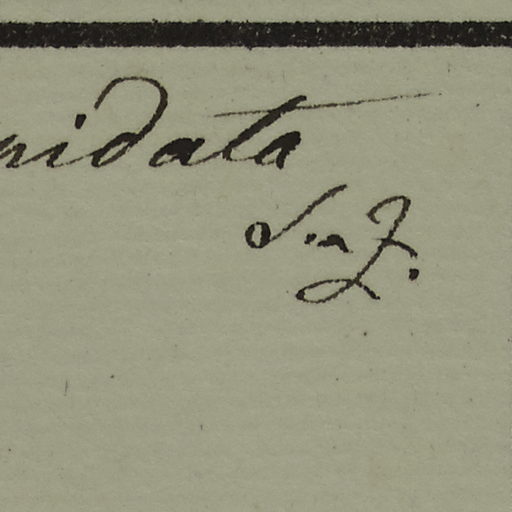 nidata
S. a Z.